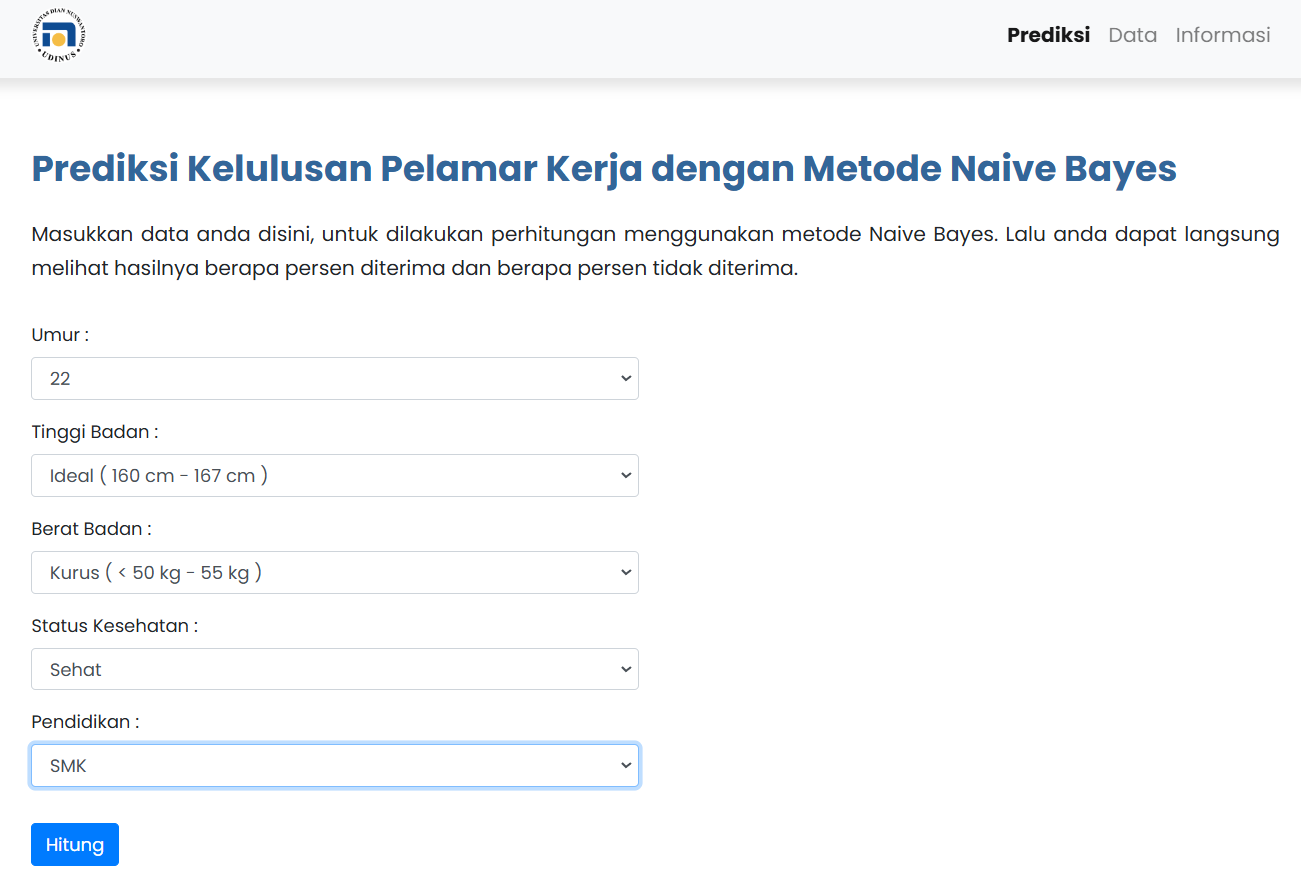 UNIVERSITAS DIAN NUSWANTORO
UDINUS
Prediksi Data Informasi
Prediksi Kelulusan Pelamar Kerja dengan Metode Naive Bayes
Masukkan data anda disini, untuk dilakukan perhitungan menggunakan metode Naive Bayes. Lalu anda dapat langsung
melihat hasilnya berapa persen diterima dan berapa persen tidak diterima.
Umur :
22
Tinggi Badan :
Ideal ( 160 cm - 167 cm )
Berat Badan :
Kurus ( < 50 kg - 55 kg )
Status Kesehatan :
Sehat
Pendidikan :
SMK
Hitung